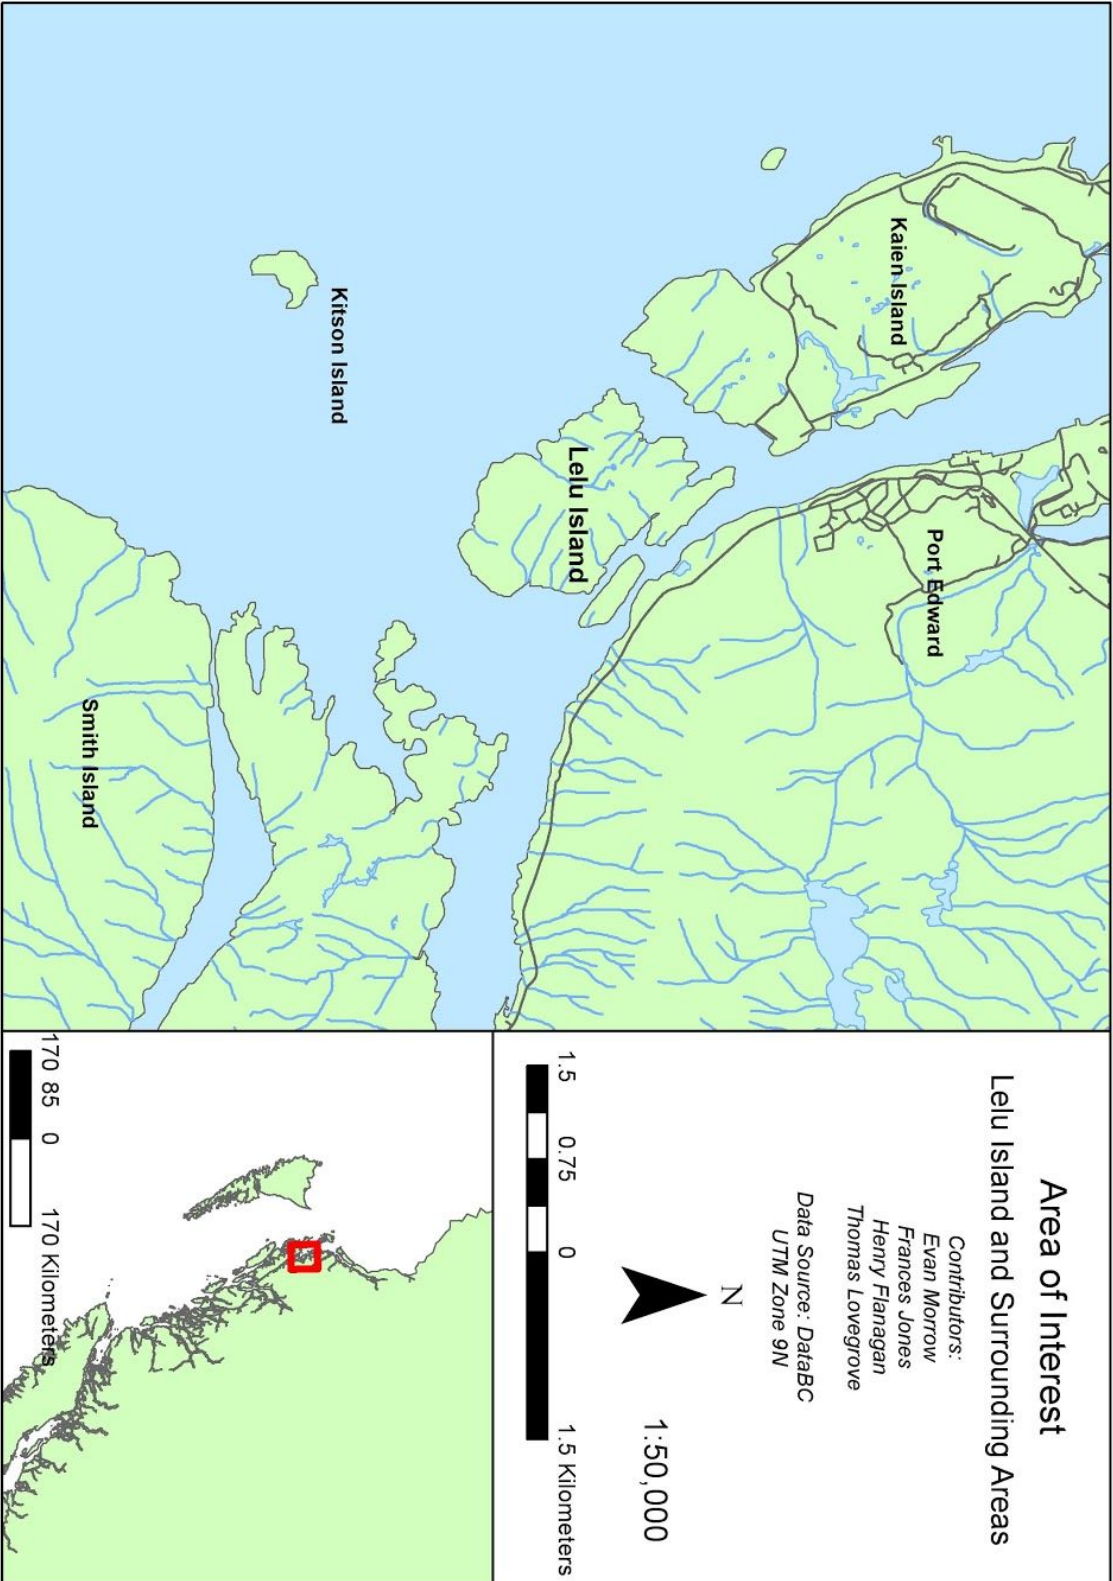 Kaien Island
Port Edward
Lelu Island
Kitson Island
Smith Island
Area of Interest
Lelu Island and Surrounding Areas
Contributors:
Evan Morrow
Frances Jones
Henry Flanagan
Thomas Lovegrove
Data Source: DataBC
UTM Zone 9N
N
1:50,000
1.5 0.75 0 1.5 Kilometers
170 85 0 170 Kilometers